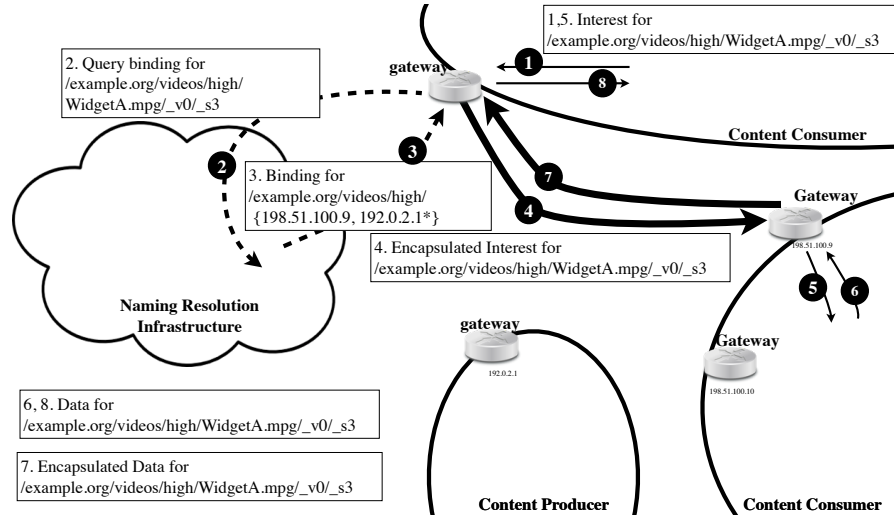 1,5. Interest for
/example.org/videos/high/WidgetA.mpg/_v0/_s3
2. Query binding for
/example.org/videos/high/
WidgetA.mpg/_v0/_s3
gateway
1
8
Content Consumer
3
2
3. Binding for
/example.org/videos/high/
{198.51.100.9, 192.0.2.1*}
7
4
Gateway
198.51.100.9
4. Encapsulated Interest for
/example.org/videos/high/WidgetA.mpg/_v0/_s3
5
6
Naming Resolution
Infrastructure
gateway
192.0.2.1
Gateway
198.51.100.10
6, 8. Data for
/example.org/videos/high/WidgetA.mpg/_v0/_s3
7. Encapsulated Data for
/example.org/videos/high/WidgetA.mpg/_v0/_s3
Content Producer
Content Consumer